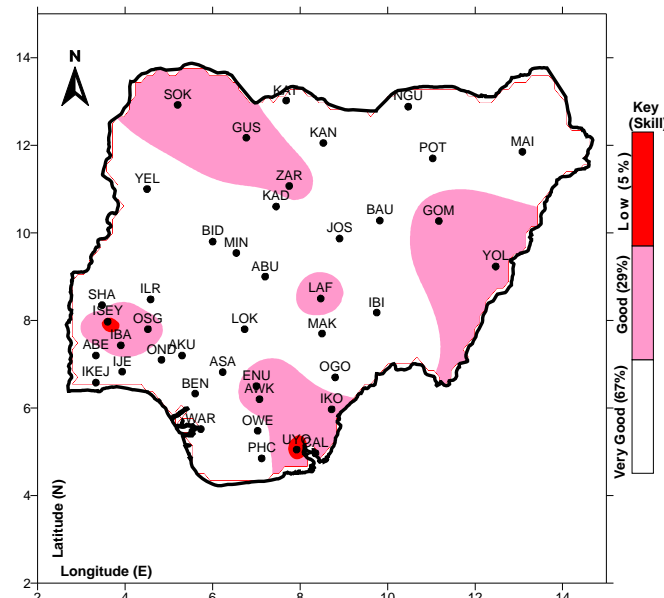 14
12
10
8
6
4
2
2
4
6
8
10
12
14
N
Latitude (N)
Longitude (E)
SOK
KAT
NGU
GUS
KAN
MAI
POT
ZAR
YEL
KAD
BAU
GOM
BID
MIN
JOS
YOL
ABU
LAF
ILR
SHA
ISEY
OSG
IBI
LOK
MAK
IBA
ABE
OND
AKU
IJE
IKEJ
ASA
OGO
BEN
ENU
AWK
IKO
WAR
OWE
UYO
CAL
PHC
Key
(Skill)
Low (5 %)
Good (29%)
Very Good (67%)